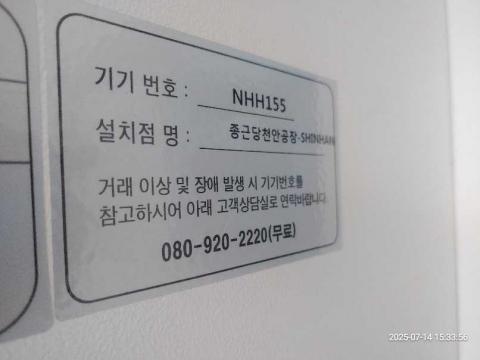 기기 번호 : NHH155
설치점 명 : 종근당천안공장-SHINHAN
거래 이상 및 장애 발생 시 기기번호를
참고하시어 아래 고객상담실로 연락바랍니다.
080-920-2220(무료)
2025-07-14 15:33:56